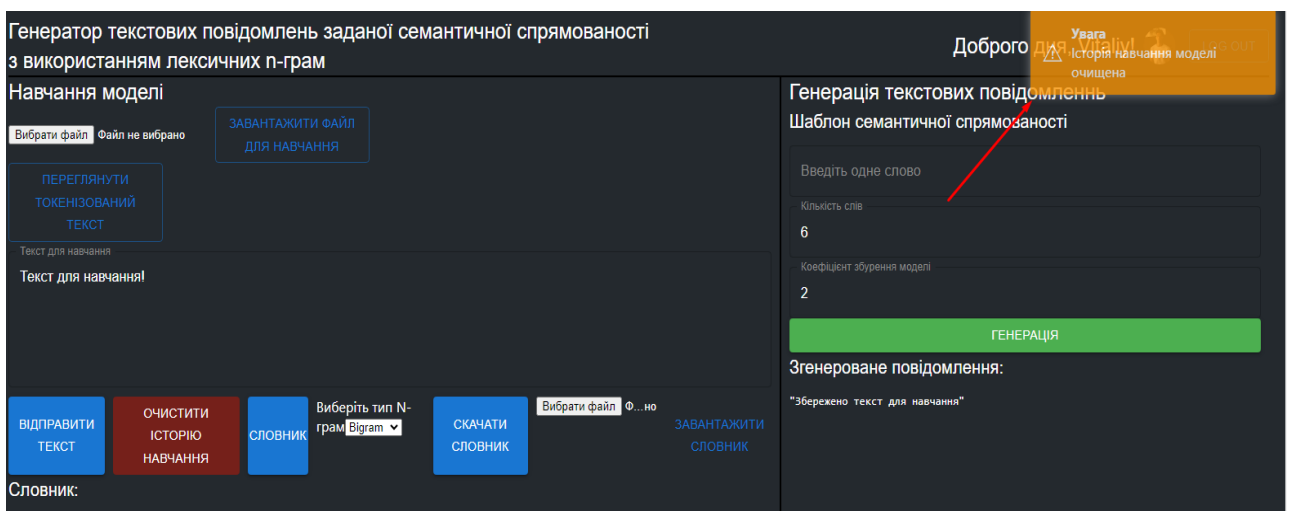 Генератор текстових повідомлень заданої семантичної спрямованості
з використанням лексичних n-грам
Доброго дня, Vitaliy!
LOG OUT
Увага
Історія навчання моделі
очищена
Навчання моделі
Вибрати файл Файл не вибрано
ЗАВАНТАЖИТИ ФАЙЛ
ДЛЯ НАВЧАННЯ
ПЕРЕГЛЯНУТИ
ТОКЕНІЗОВАНИЙ
ТЕКСТ
Текст для навчання
Текст для навчання!
ВІДПРАВИТИ
ТЕКСТ
ОЧИСТИТИ
ІСТОРІЮ
НАВЧАННЯ
СЛОВНИК
Виберіть тип N-
грам Bigram
СКАЧАТИ
СЛОВНИК
Вибрати файл Ф...но
ЗАВАНТАЖИТИ
СЛОВНИК
Словник:
Генерація текстових повідомленнь
Шаблон семантичної спрямованості
Введіть одне слово
Кількість слів
6
Коефіцієнт збурення моделі
2
ГЕНЕРАЦІЯ
Згенероване повідомлення:
"Збережено текст для навчання"